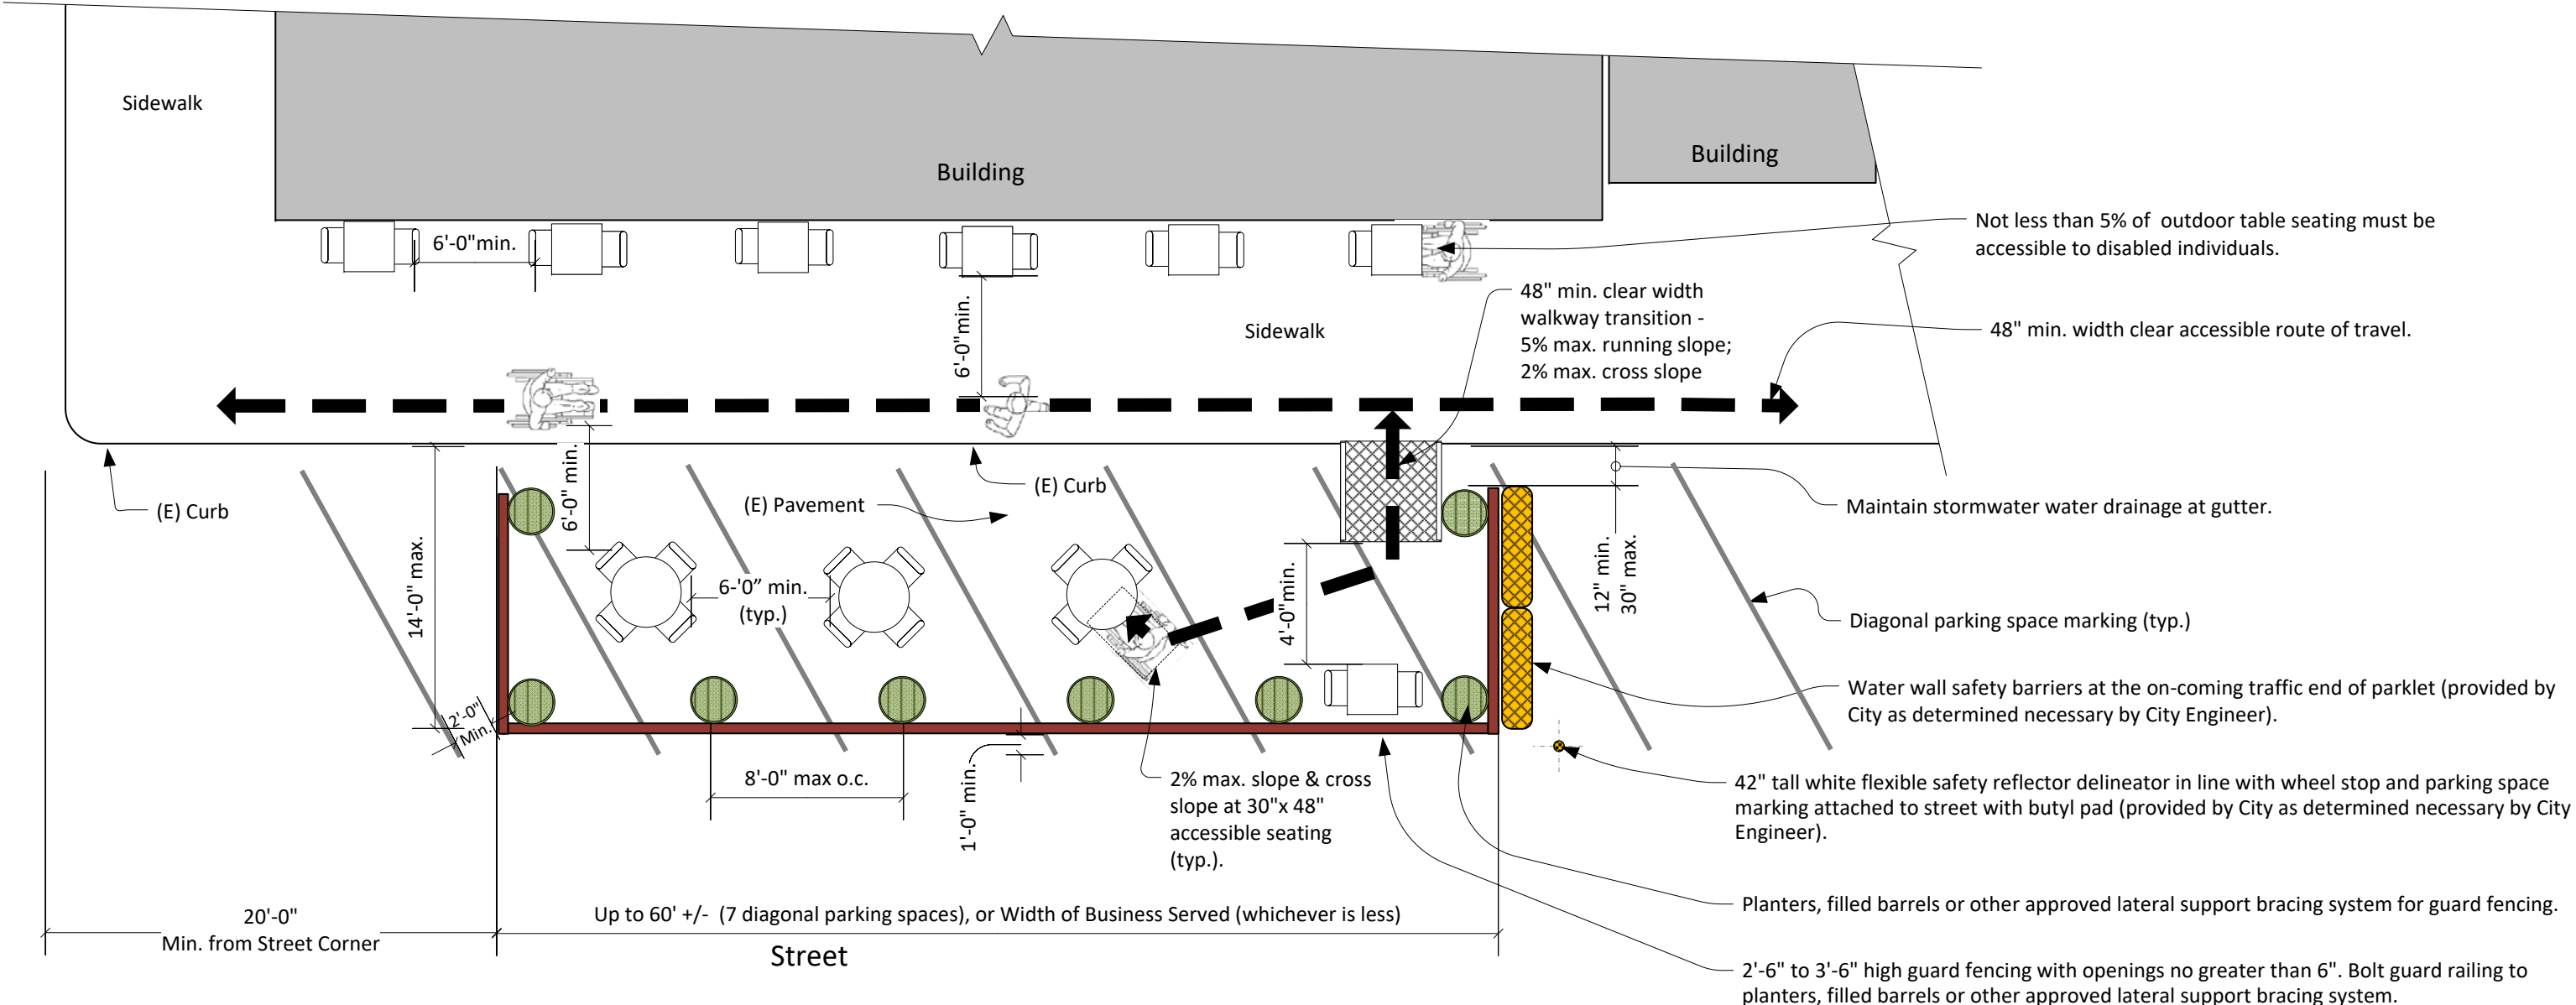 Sidewalk
Building
Building
6'-0"min.
Not less than 5% of  outdoor table seating must be
accessible to disabled individuals.
48" min. clear width
walkway transition -
5% max. running slope;
2% max. cross slope
6'-0"min.
Sidewalk
48" min. width clear accessible route of travel.
(E) Curb
14'-0" max.
6'-0" min.
(E) Pavement
(E) Curb
12" min.
30" max.
Maintain stormwater water drainage at gutter.
6-'0” min.
(typ.)
4'-0"min.
Diagonal parking space marking (typ.)
Water wall safety barriers at the on-coming traffic end of parklet (provided by
City as determined necessary by City Engineer).
2'-0"
Min.
8'-0" max o.c.
1'-0" min.
2% max. slope & cross
slope at 30"x 48"
accessible seating
(typ.).
42" tall white flexible safety reflector delineator in line with wheel stop and parking space
marking attached to street with butyl pad (provided by City as determined necessary by City
Engineer).
20'-0"
Min. from Street Corner
Up to 60' +/-  (7 diagonal parking spaces), or Width of Business Served (whichever is less)
Street
Planters, filled barrels or other approved lateral support bracing system for guard fencing.
2'-6" to 3'-6" high guard fencing with openings no greater than 6". Bolt guard railing to
planters, filled barrels or other approved lateral support bracing system.